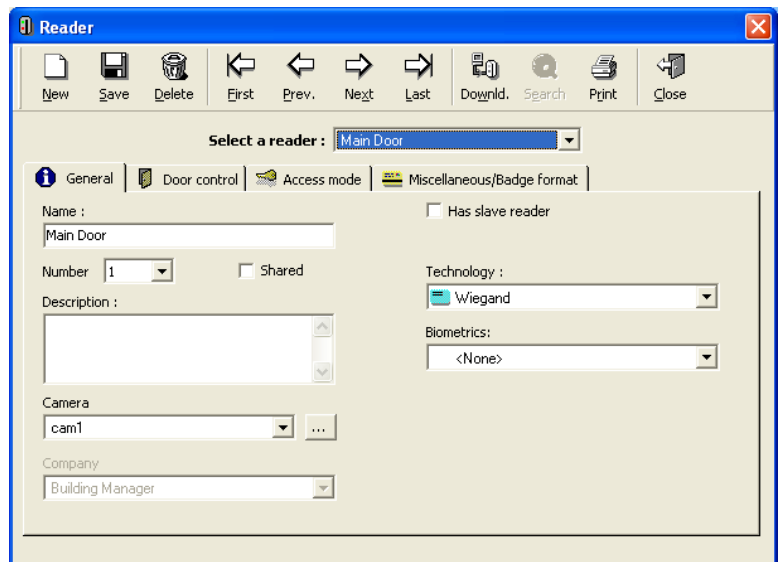 Reader
New Save Delete First Prev. Next Last Downld. Search Print Close
Select a reader : Main Door
General Door control Access mode Miscellaneous/Badge format
Name : Has slave reader
Main Door
Number 1 Shared Technology :
Wiegand
Description :
Biometrics:
<None>
Camera
cam1 ...
Company
Building Manager